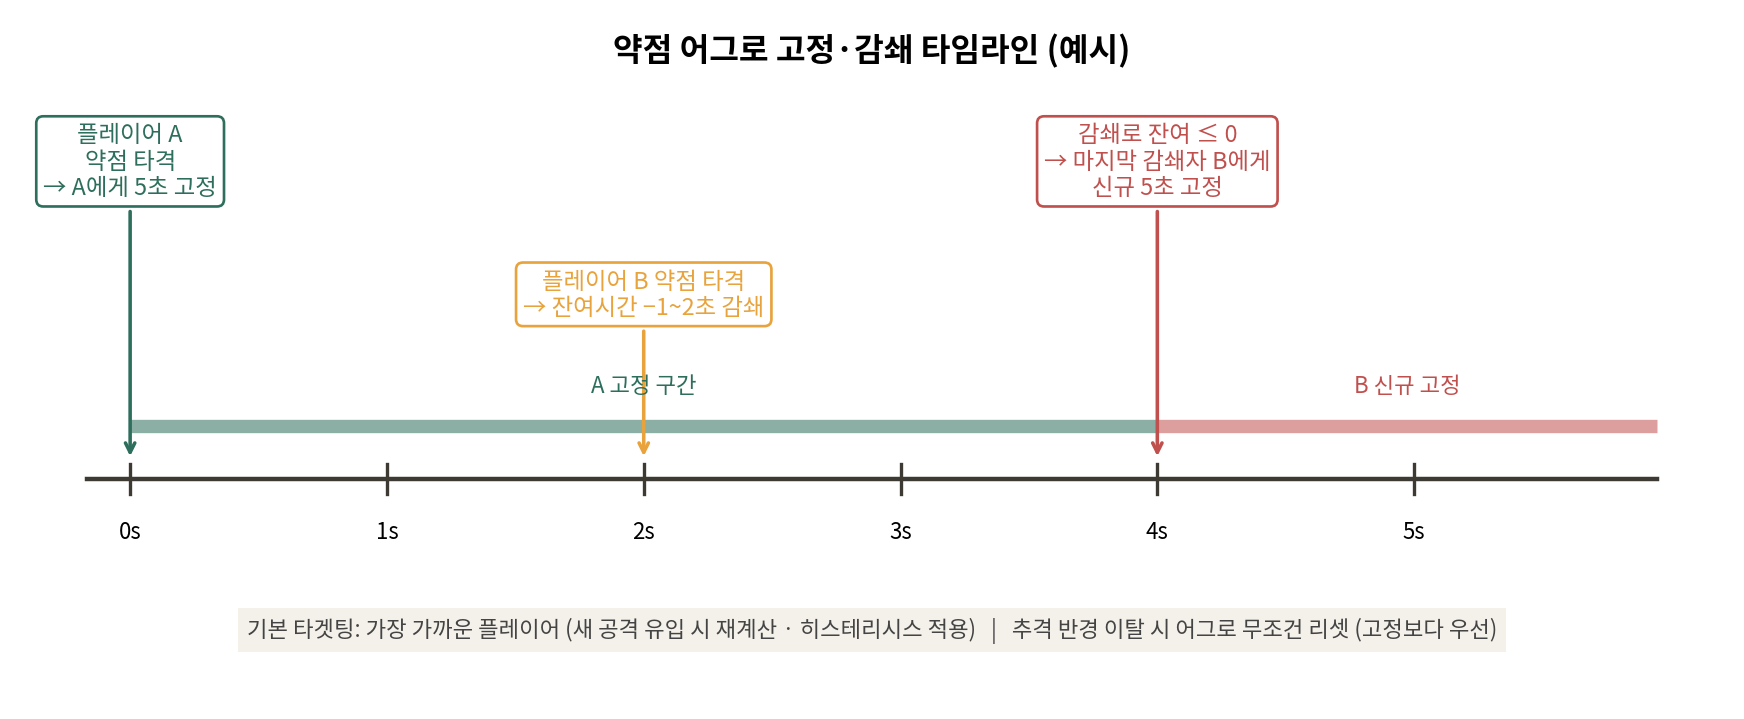 약점 어그로 고정·감쇄 타임라인 (예시)
플레이어 A
약점 타격
→ A에게 5초 고정
감쇄로 잔여 ≤ 0
→ 마지막 감쇄자 B에게
신규 5초 고정
플레이어 B 약점 타격
→ 잔여시간 −1~2초 감쇄
A 고정 구간
B 신규 고정
0s
1s
2s
3s
4s
5s
기본 타겟팅: 가장 가까운 플레이어 (새 공격 유입 시 재계산 · 히스테리시스 적용) | 추격 반경 이탈 시 어그로 무조건 리셋 (고정보다 우선)